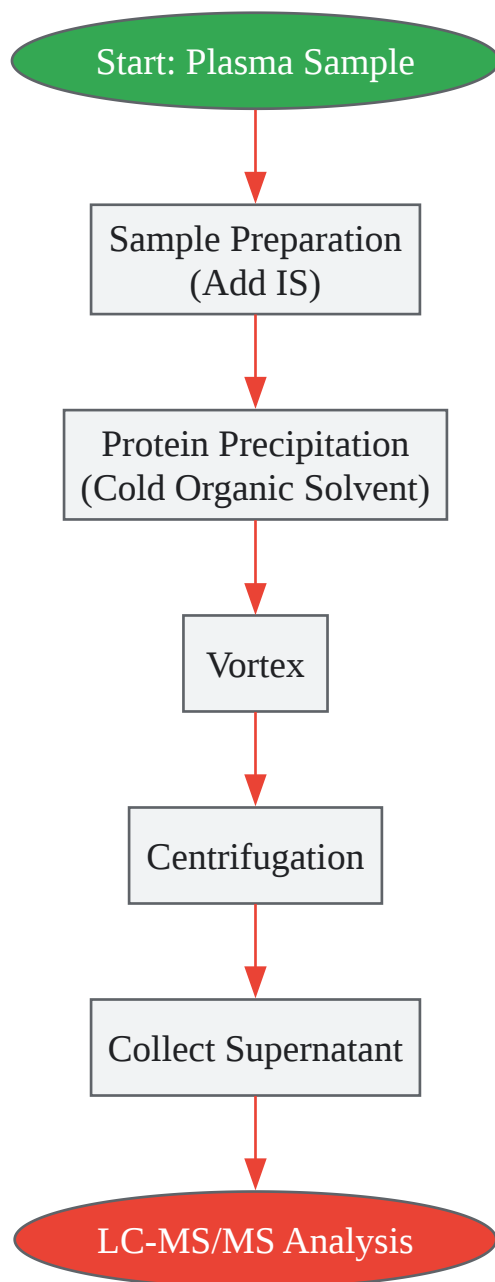 Start: Plasma Sample
Sample Preparation
(Add IS)
Protein Precipitation
(Cold Organic Solvent)
Vortex
Centrifugation
Collect Supernatant
LC-MS/MS Analysis